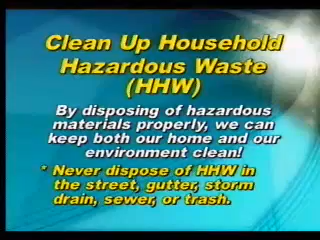 Clean Up Household
Hazardous Waste
(HHW)
By disposing of hazardous
materials properly, we can
keep both our home and our
environment clean!
* Never dispose of HHW in
the street, gutter, storm
drain, sewer, or trash.